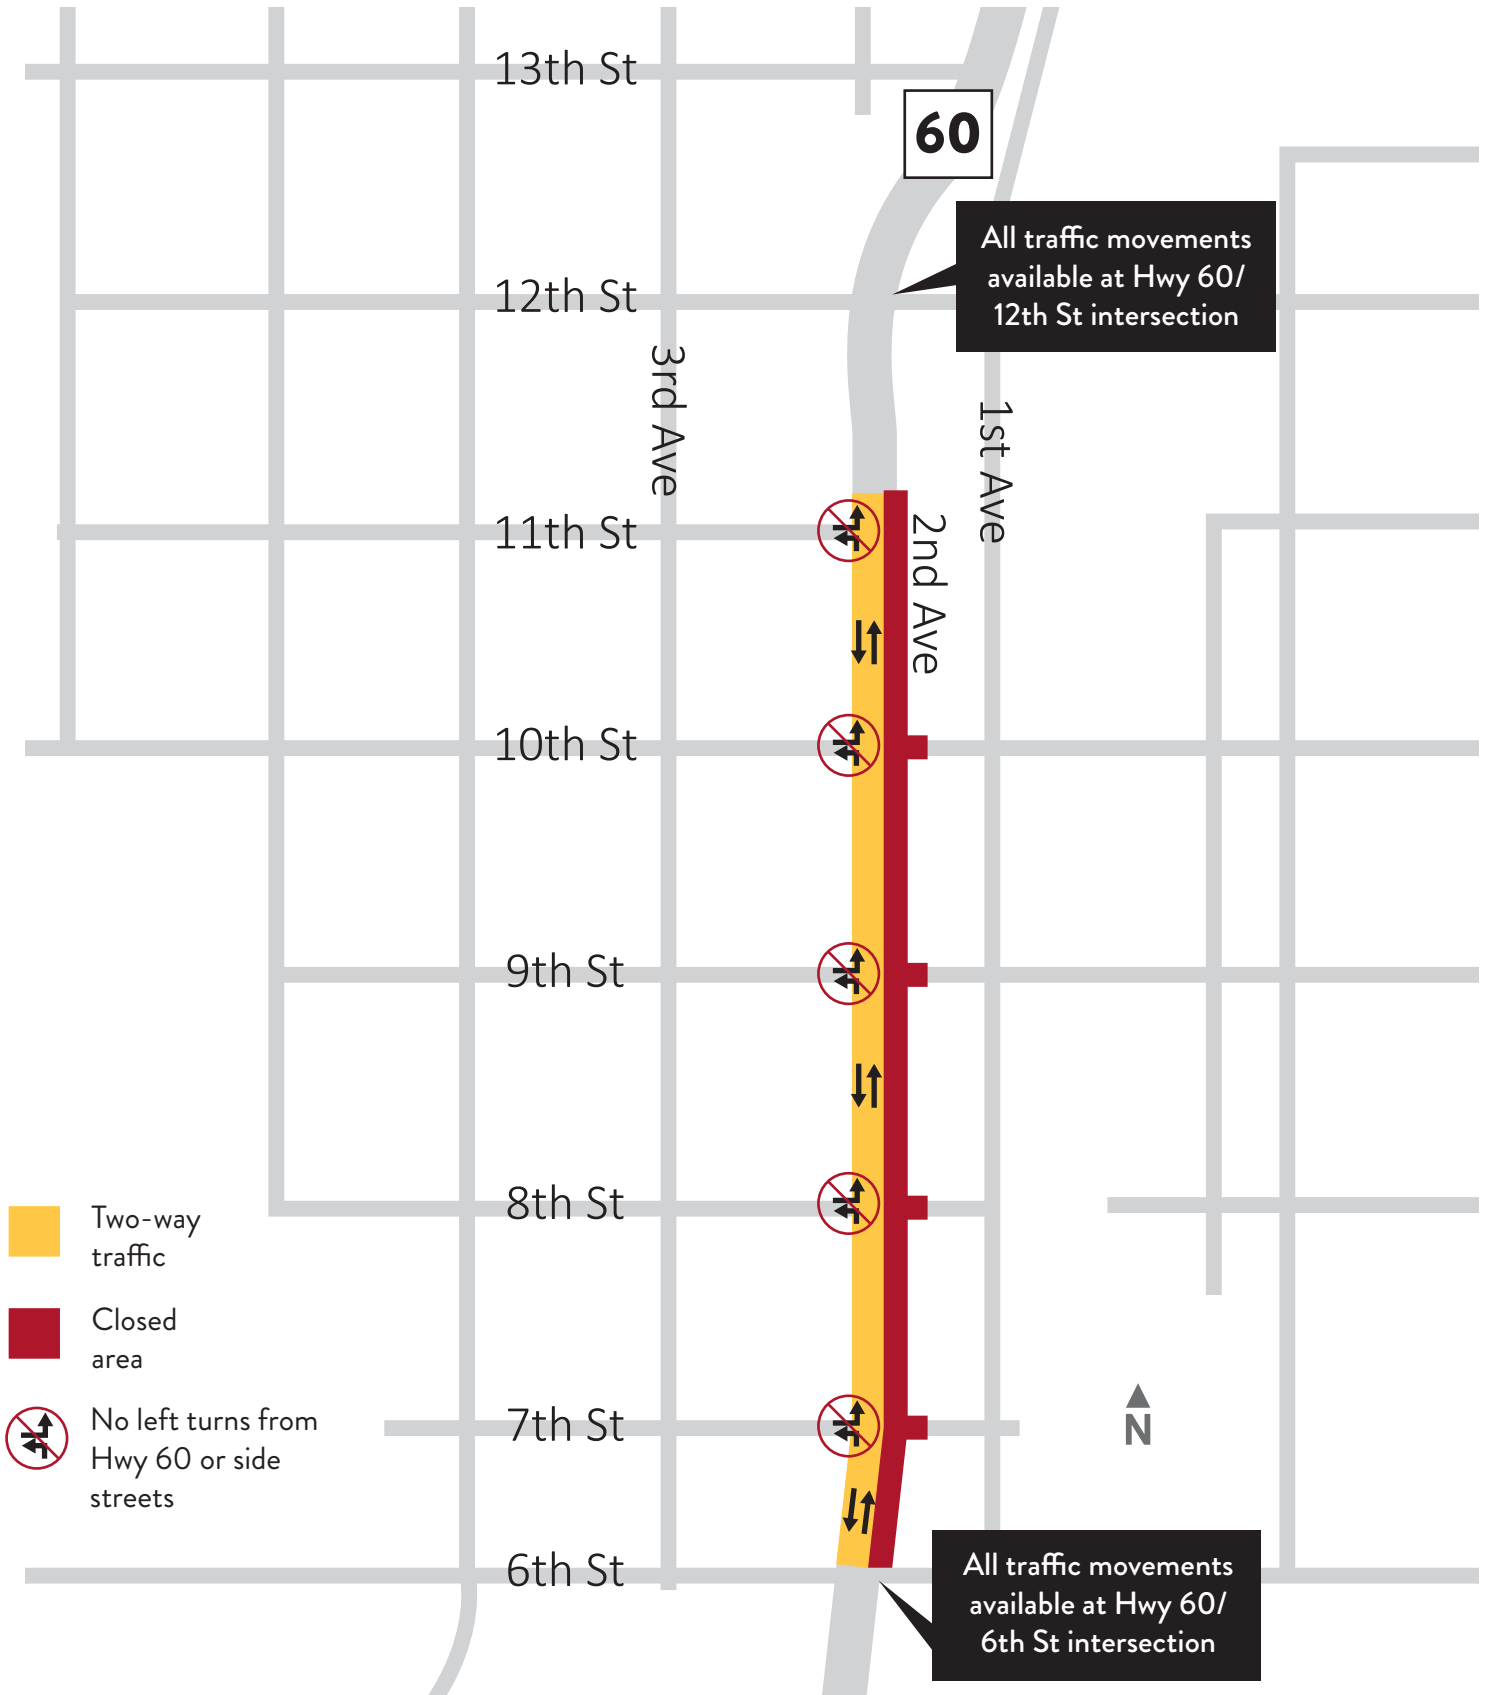 13th St
60
All traffic movements
available at Hwy 60/
12th St intersection
12th St
3rd Ave
1st Ave
11th St
2nd Ave
10th St
9th St
8th St
Two-way
traffic
Closed
area
No left turns from
Hwy 60 or side
streets
7th St
N
6th St
All traffic movements
available at Hwy 60/
6th St intersection